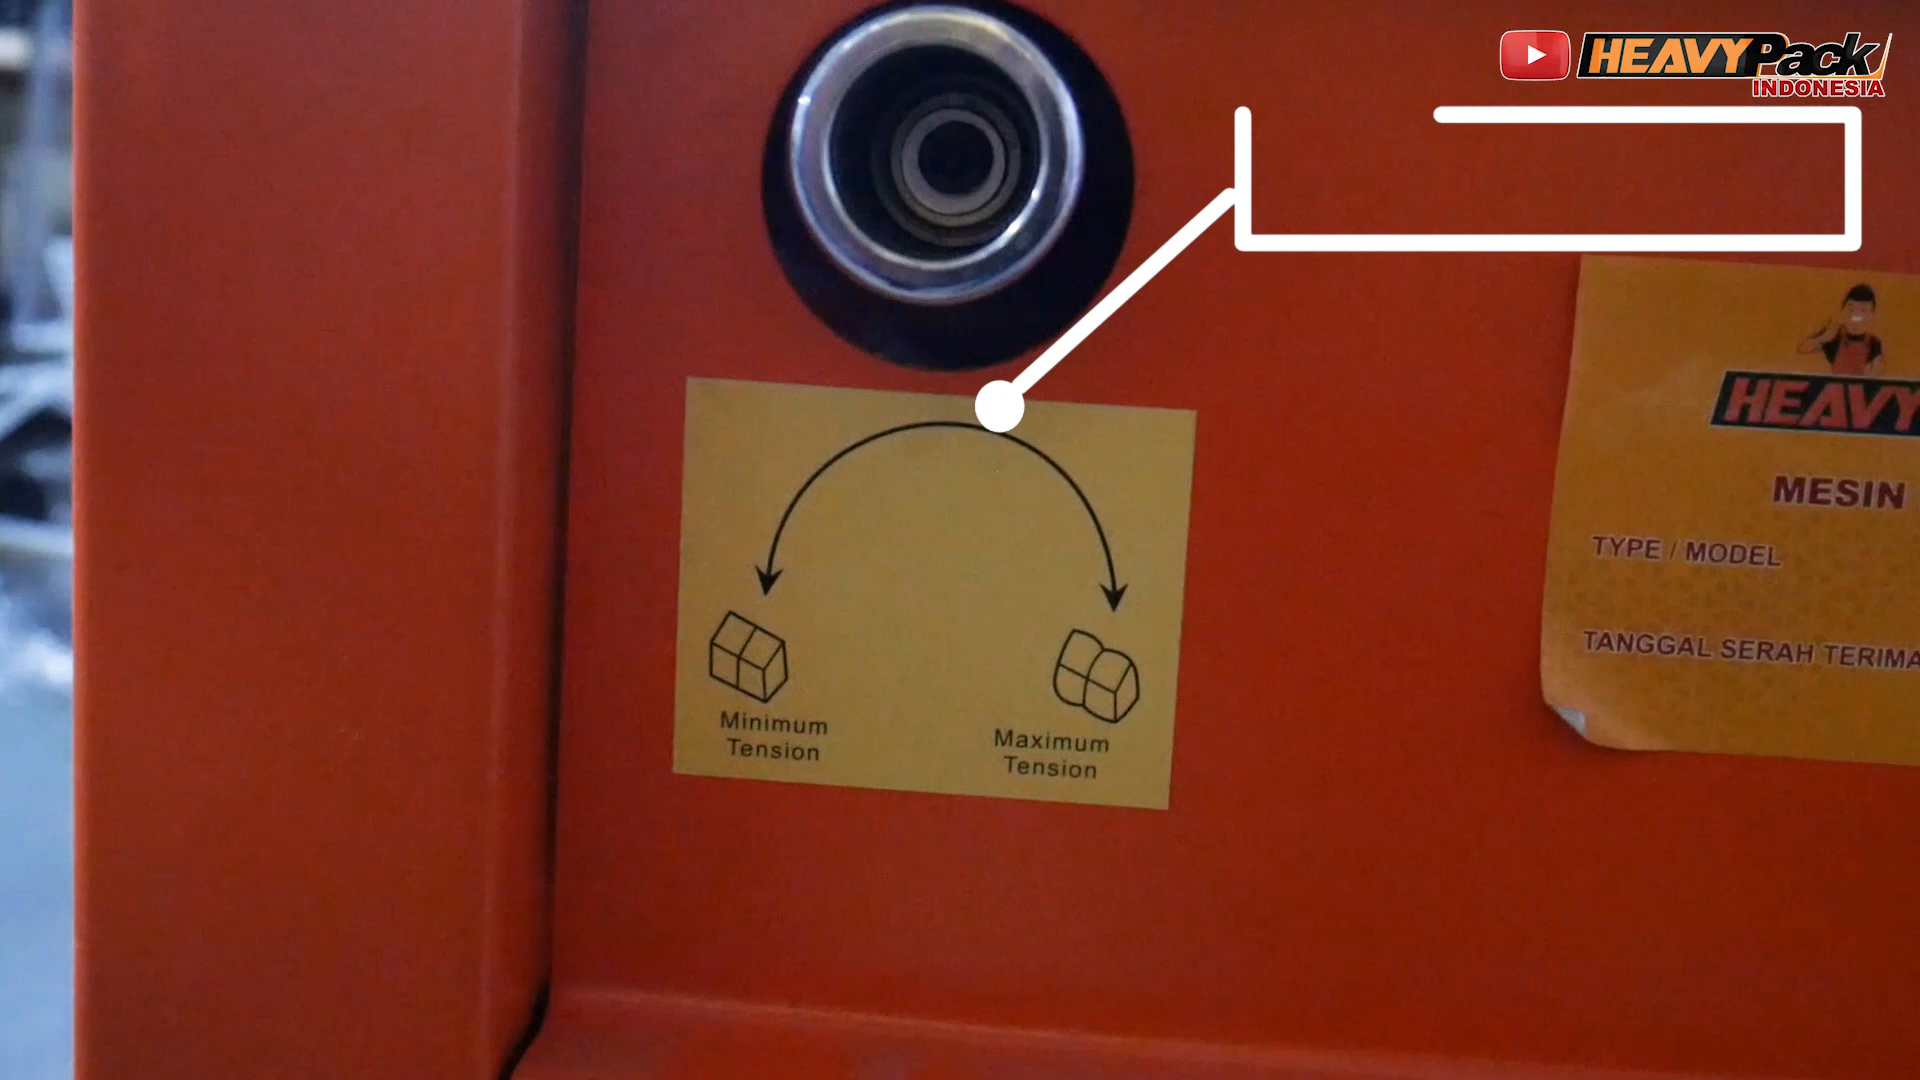 HEAVYPack
INDONESIA
HEAVY
MESIN
TYPE / MODEL
TANGGAL SERAH TERIMA
Minimum
Tension
Maximum
Tension